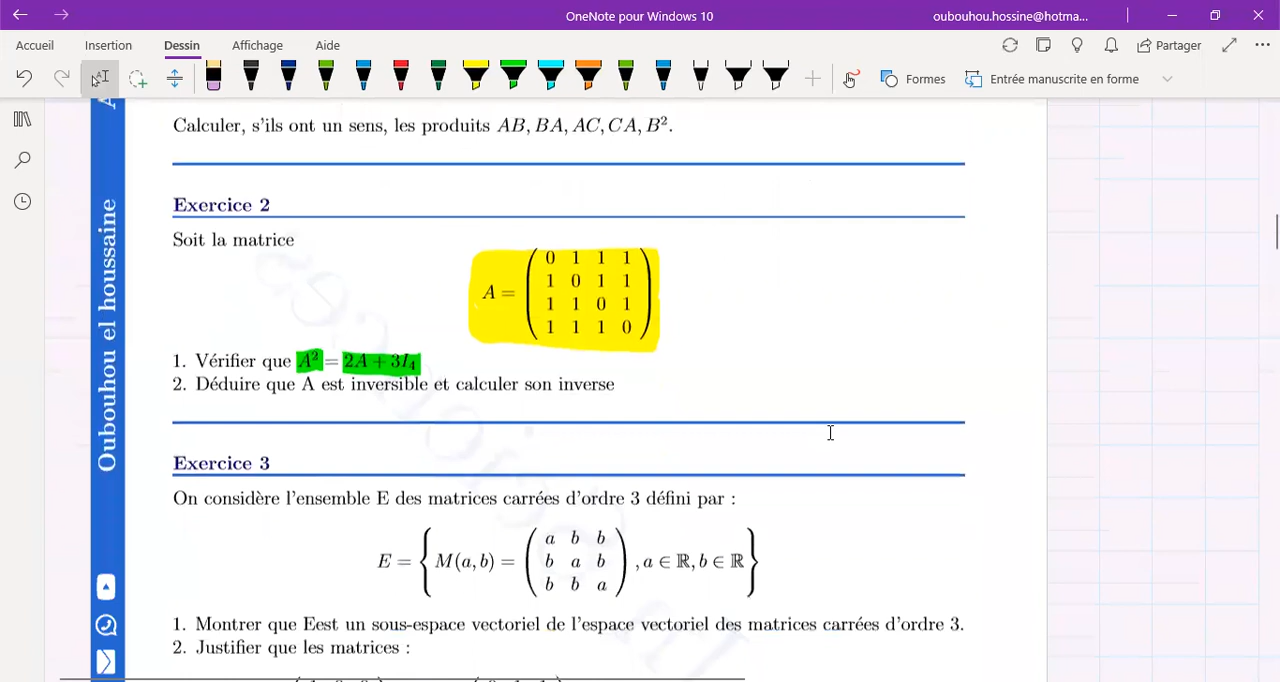 OneNote pour Windows 10
oubouhou.hossine@hotma...
Accueil Insertion Dessin Affichage Aide
Partager
Formes Entrée manuscrite en forme
Calculer, s'ils ont un sens, les produits AB, BA, AC, CA, B².
Exercice 2
Soit la matrice
A = ( 0 1 1 1
1 0 1 1
1 1 0 1
1 1 1 0 )
1. Vérifier que A² = 2A + 3I₄
2. Déduire que A est inversible et calculer son inverse
Exercice 3
On considère l'ensemble E des matrices carrées d'ordre 3 défini par :
E = { M(a, b) = ( a b b
b a b
b b a ) , a ∈ ℝ, b ∈ ℝ }
1. Montrer que Eest un sous-espace vectoriel de l'espace vectoriel des matrices carrées d'ordre 3.
2. Justifier que les matrices :
Oubouhou el houssaine